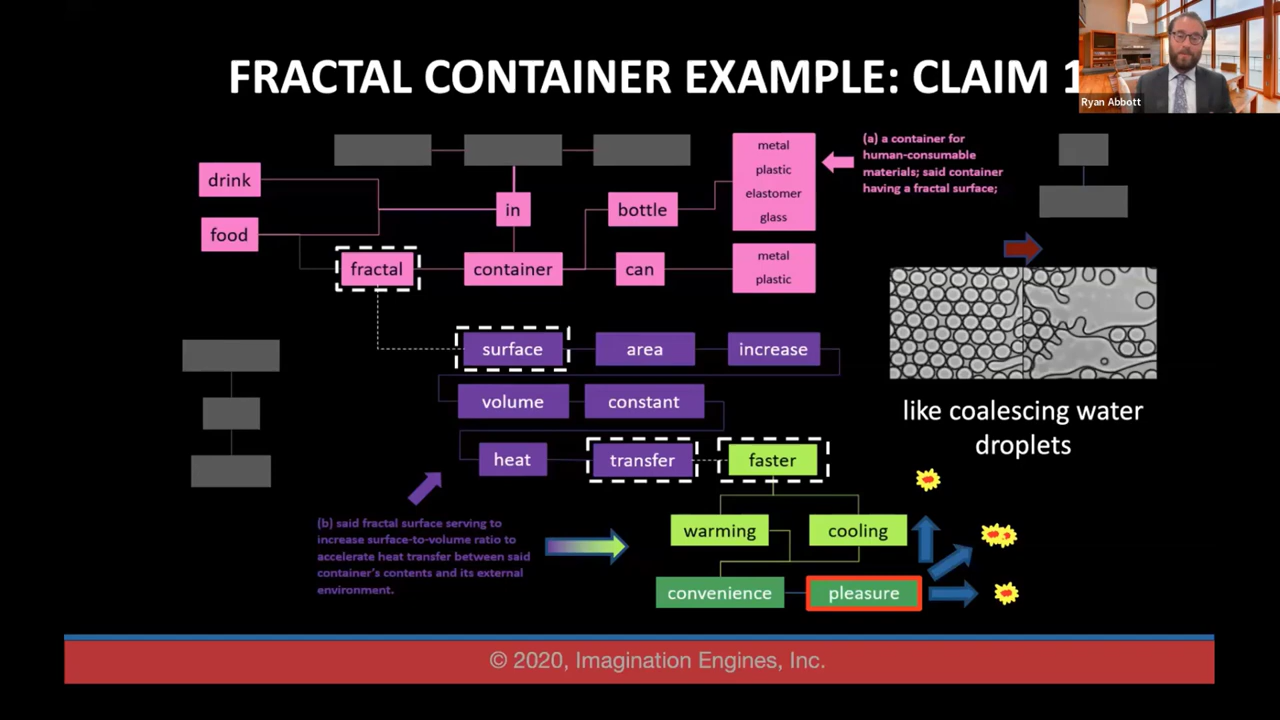 FRACTAL CONTAINER EXAMPLE: CLAIM 1
Ryan Abbott
drink
food
in
fractal
container
bottle
can
metal
plastic
elastomer
glass
metal
plastic
(a) a container for
human-consumable
materials; said container
having a fractal surface;
surface
area
increase
volume
constant
heat
transfer
faster
like coalescing water
droplets
(b) said fractal surface serving to
increase surface-to-volume ratio to
accelerate heat transfer between said
container's contents and its external
environment.
warming
cooling
convenience
pleasure
© 2020, Imagination Engines, Inc.